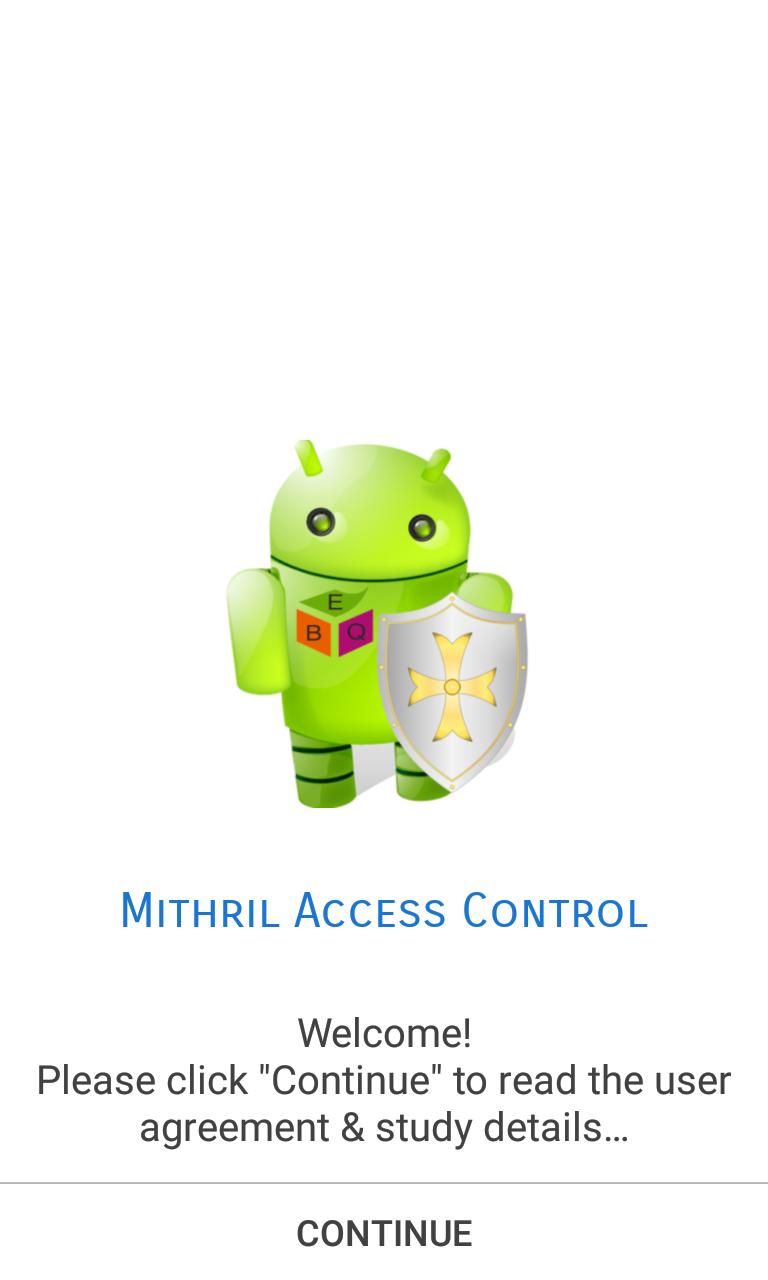 E
B Q
Mithril Access Control
Welcome!
Please click "Continue" to read the user
agreement & study details…
CONTINUE